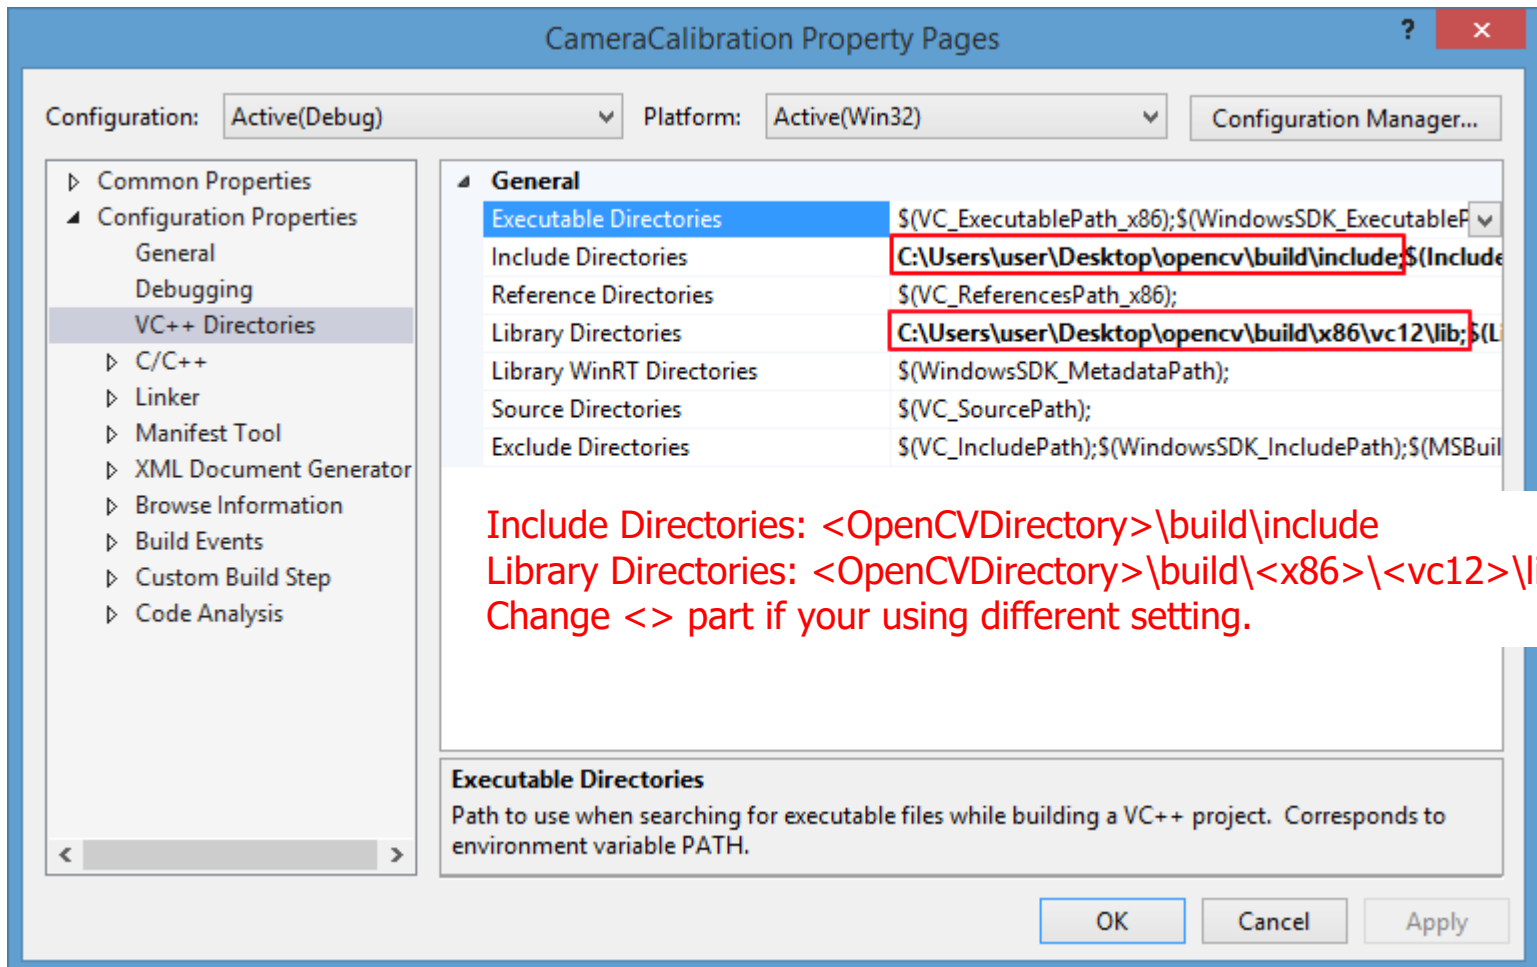 CameraCalibration Property Pages
?
Configuration: Active(Debug) Platform: Active(Win32) Configuration Manager...
Common Properties
Configuration Properties
General
Debugging
VC++ Directories
C/C++
Linker
Manifest Tool
XML Document Generator
Browse Information
Build Events
Custom Build Step
Code Analysis
General
Executable Directories $(VC_ExecutablePath_x86);$(WindowsSDK_ExecutableP
Include Directories C:\Users\user\Desktop\opencv\build\include;$(Include
Reference Directories $(VC_ReferencesPath_x86);
Library Directories C:\Users\user\Desktop\opencv\build\x86\vc12\lib;$(Li
Library WinRT Directories $(WindowsSDK_MetadataPath);
Source Directories $(VC_SourcePath);
Exclude Directories $(VC_IncludePath);$(WindowsSDK_IncludePath);$(MSBuil
Include Directories: <OpenCVDirectory>\build\include
Library Directories: <OpenCVDirectory>\build\<x86>\<vc12>\li
Change <> part if your using different setting.
Executable Directories
Path to use when searching for executable files while building a VC++ project.  Corresponds to
environment variable PATH.
OK Cancel Apply